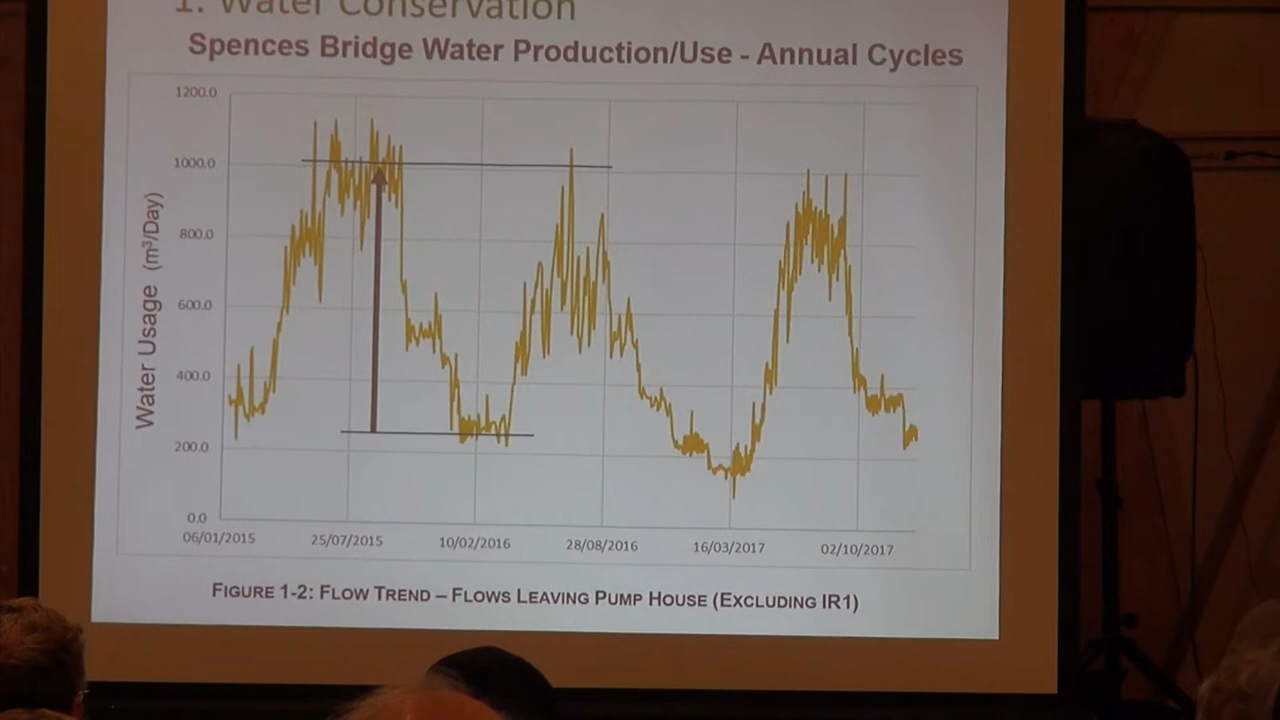 1. Water Conservation
Spences Bridge Water Production/Use - Annual Cycles
Water Usage (m³/Day)
1200.0
1000.0
800.0
600.0
400.0
200.0
0.0
06/01/2015 25/07/2015 10/02/2016 28/08/2016 16/03/2017 02/10/2017
FIGURE 1-2: FLOW TREND – FLOWS LEAVING PUMP HOUSE (EXCLUDING IR1)